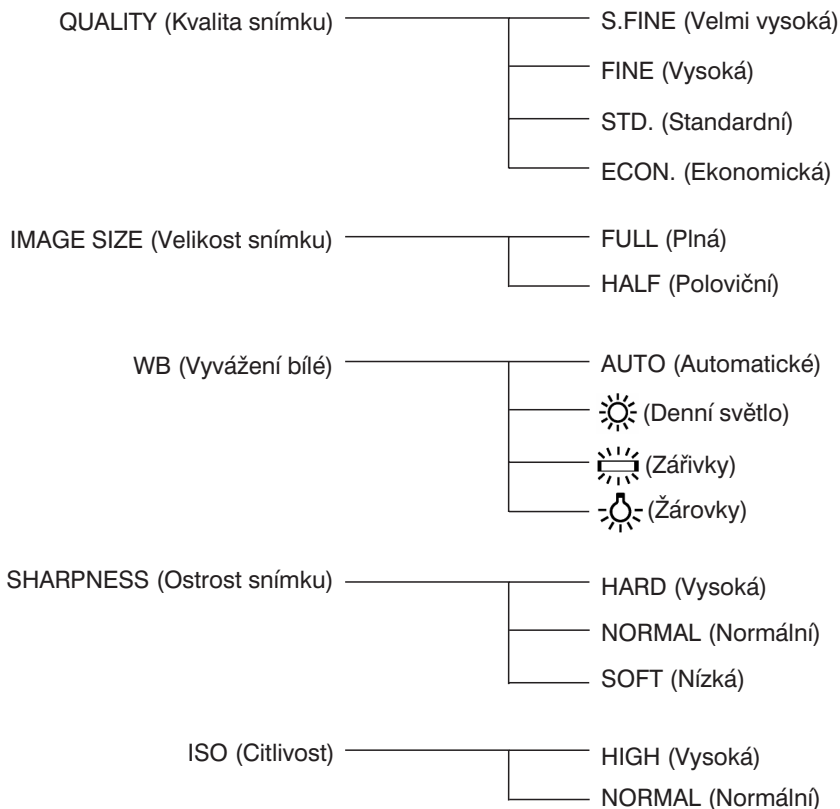 QUALITY (Kvalita snímku)
S.FINE (Velmi vysoká)
FINE (Vysoká)
STD. (Standardní)
ECON. (Ekonomická)
IMAGE SIZE (Velikost snímku)
FULL (Plná)
HALF (Poloviční)
WB (Vyvážení bílé)
AUTO (Automatické)
(Denní světlo)
(Zářivky)
(Žárovky)
SHARPNESS (Ostrost snímku)
HARD (Vysoká)
NORMAL (Normální)
SOFT (Nízká)
ISO (Citlivost)
HIGH (Vysoká)
NORMAL (Normální)